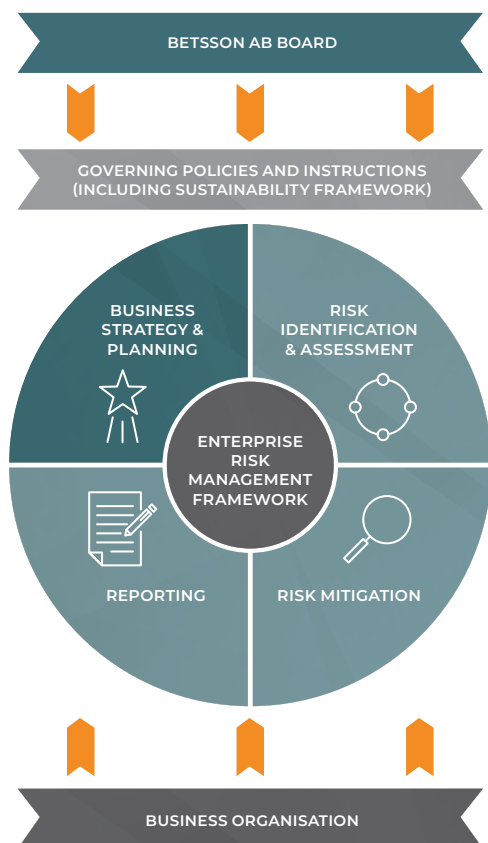 BETSSON AB BOARD
GOVERNING POLICIES AND INSTRUCTIONS
(INCLUDING SUSTAINABILITY FRAMEWORK)
BUSINESS
STRATEGY &
PLANNING
RISK
IDENTIFICATION
& ASSESSMENT
ENTERPRISE
RISK
MANAGEMENT
FRAMEWORK
REPORTING
RISK MITIGATION
BUSINESS ORGANISATION